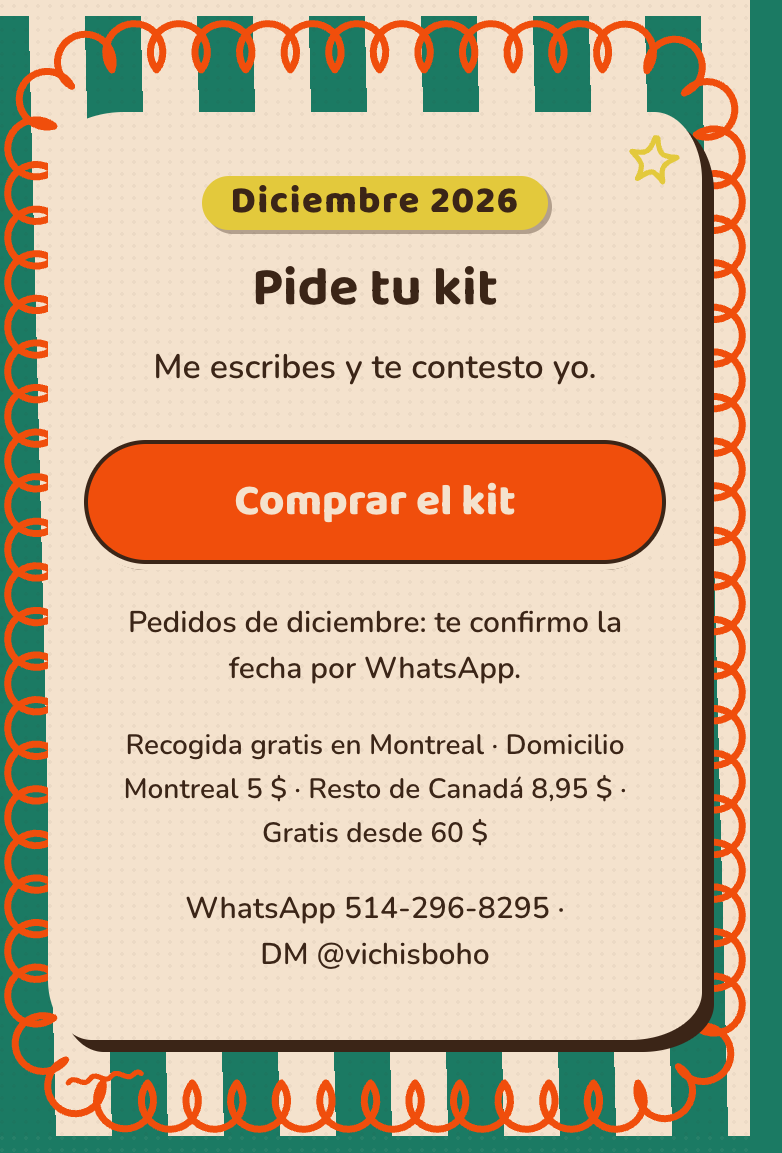 Diciembre 2026
Pide tu kit
Me escribes y te contesto yo.
Comprar el kit
Pedidos de diciembre: te confirmo la
fecha por WhatsApp.
Recogida gratis en Montreal · Domicilio
Montreal 5 $ · Resto de Canadá 8,95 $ ·
Gratis desde 60 $
WhatsApp 514-296-8295 ·
DM @vichisboho